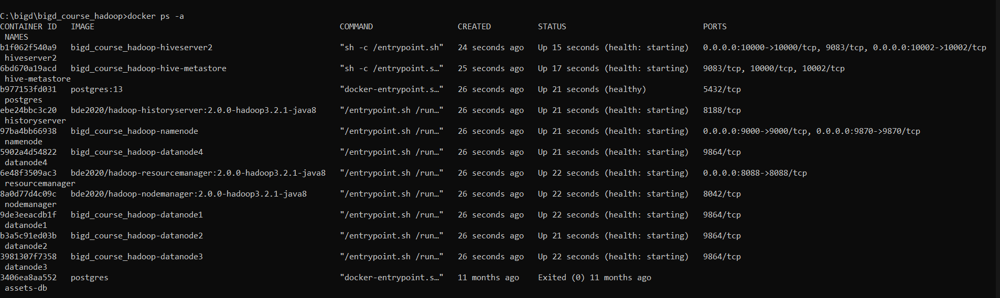 C:\bigd\bigd_course_hadoop>docker ps -a
CONTAINER ID   IMAGE                                                    COMMAND                  CREATED          STATUS                             PORTS
 NAMES
b1f062f540a9   bigd_course_hadoop-hiveserver2                           "sh -c /entrypoint.sh"   24 seconds ago   Up 15 seconds (health: starting)   0.0.0.0:10000->10000/tcp, 9083/tcp, 0.0.0.0:10002->10002/tcp
 hiveserver2
6bd670a19acd   bigd_course_hadoop-hive-metastore                        "sh -c /entrypoint.s…"   25 seconds ago   Up 17 seconds (health: starting)   9083/tcp, 10000/tcp, 10002/tcp
 hive-metastore
b977153fd031   postgres:13                                              "docker-entrypoint.s…"   26 seconds ago   Up 21 seconds (healthy)            5432/tcp
 postgres
ebe24bbc3c20   bde2020/hadoop-historyserver:2.0.0-hadoop3.2.1-java8     "/entrypoint.sh /run…"   26 seconds ago   Up 21 seconds (health: starting)   8188/tcp
 historyserver
97ba4bb66938   bigd_course_hadoop-namenode                              "/entrypoint.sh /run…"   26 seconds ago   Up 21 seconds (health: starting)   0.0.0.0:9000->9000/tcp, 0.0.0.0:9870->9870/tcp
 namenode
5902a4d54822   bigd_course_hadoop-datanode4                             "/entrypoint.sh /run…"   26 seconds ago   Up 21 seconds (health: starting)   9864/tcp
 datanode4
6e48f3509ac3   bde2020/hadoop-resourcemanager:2.0.0-hadoop3.2.1-java8   "/entrypoint.sh /run…"   26 seconds ago   Up 22 seconds (health: starting)   0.0.0.0:8088->8088/tcp
 resourcemanager
8a0d77d4c09c   bde2020/hadoop-nodemanager:2.0.0-hadoop3.2.1-java8       "/entrypoint.sh /run…"   26 seconds ago   Up 22 seconds (health: starting)   8042/tcp
 nodemanager
9de3eeacdb1f   bigd_course_hadoop-datanode1                             "/entrypoint.sh /run…"   26 seconds ago   Up 22 seconds (health: starting)   9864/tcp
 datanode1
b3a5c91ed03b   bigd_course_hadoop-datanode2                             "/entrypoint.sh /run…"   26 seconds ago   Up 21 seconds (health: starting)   9864/tcp
 datanode2
3981307f7358   bigd_course_hadoop-datanode3                             "/entrypoint.sh /run…"   26 seconds ago   Up 22 seconds (health: starting)   9864/tcp
 datanode3
3406ea8aa552   postgres                                                 "docker-entrypoint.s…"   11 months ago    Exited (0) 11 months ago
 assets-db